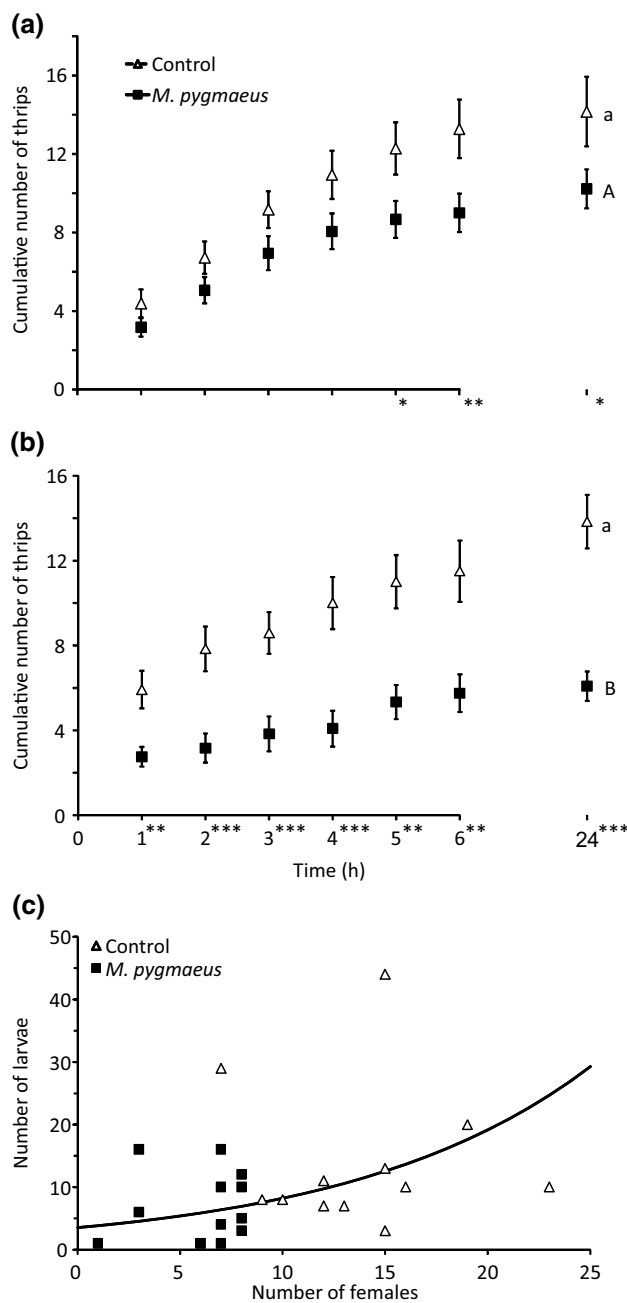 (a)
Cumulative number of thrips
16
12
8
4
0
Control
M. pygmaeus
a
A
* ** *
(b)
Cumulative number of thrips
16
12
8
4
0
a
B
0 1** 2*** 3*** 4*** 5** 6** 24***
Time (h)
(c)
Number of larvae
50
40
30
20
10
0
Control
M. pygmaeus
0 5 10 15 20 25
Number of females